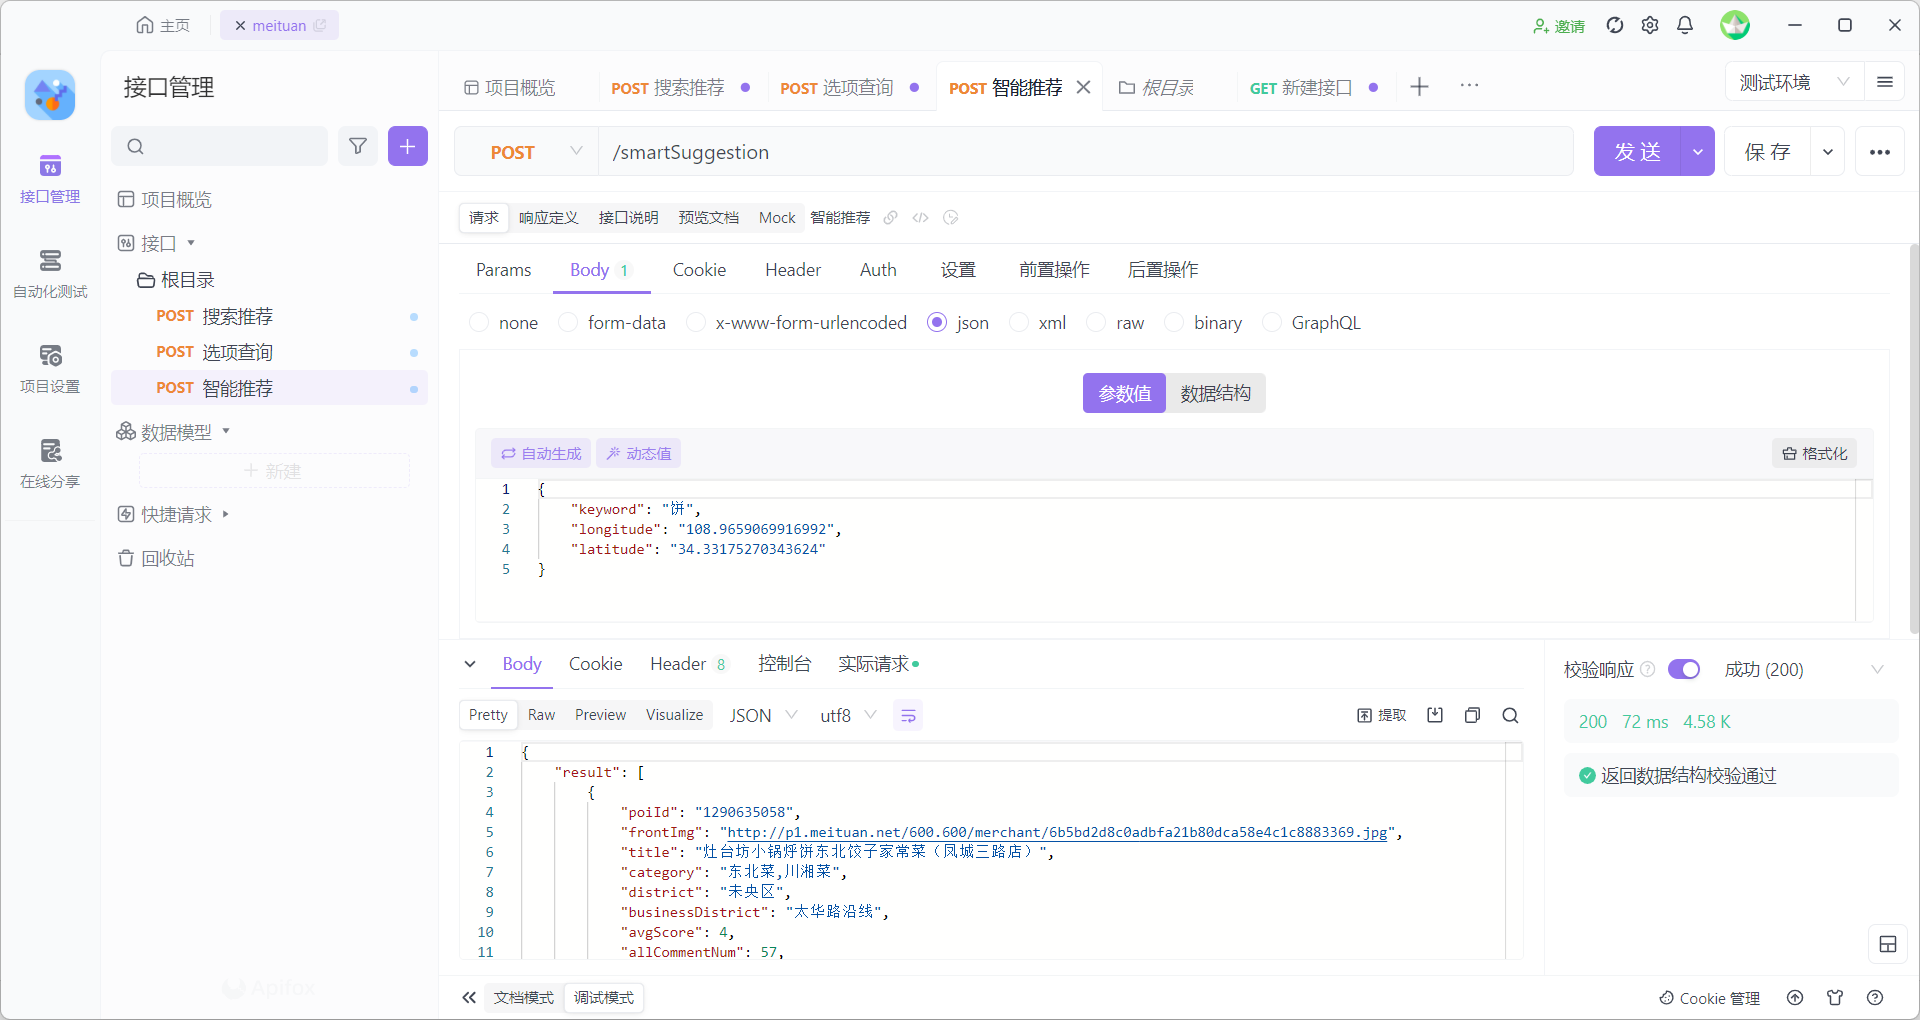 主页
meituan
邀请
接口管理
项目概览
POST 搜索推荐
POST 选项查询
POST 智能推荐
根目录
GET 新建接口
测试环境
POST
/smartSuggestion
发 送
保 存
接口管理
自动化测试
项目设置
在线分享
项目概览
接口
根目录
POST 搜索推荐
POST 选项查询
POST 智能推荐
数据模型
新建
快捷请求
回收站
Apifox
请求 响应定义 接口说明 预览文档 Mock 智能推荐
Params Body 1 Cookie Header Auth 设置 前置操作 后置操作
none form-data x-www-form-urlencoded json xml raw binary GraphQL
参数值 数据结构
自动生成 动态值 格式化
1 {
2 "keyword": "饼",
3 "longitude": "108.9659069916992",
4 "latitude": "34.33175270343624"
5 }
Body Cookie Header 8 控制台 实际请求
Pretty Raw Preview Visualize JSON utf8 提取
1 {
2 "result": [
3 {
4 "poiId": "1290635058",
5 "frontImg": "http://p1.meituan.net/600.600/merchant/6b5bd2d8c0adbfa21b80dca58e4c1c8883369.jpg",
6 "title": "灶台坊小锅烀饼东北饺子家常菜（凤城三路店）",
7 "category": "东北菜,川湘菜",
8 "district": "未央区",
9 "businessDistrict": "太华路沿线",
10 "avgScore": 4,
11 "allCommentNum": 57,
校验响应 成功 (200)
200 72 ms 4.58 K
返回数据结构校验通过
文档模式 调试模式
Cookie 管理